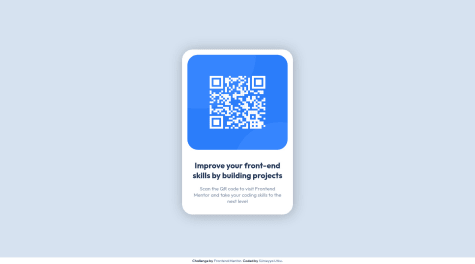 Improve your front-end
skills by building projects
Scan the QR code to visit Frontend
Mentor and take your coding skills to the
next level
Challenge by Frontend Mentor. Coded by